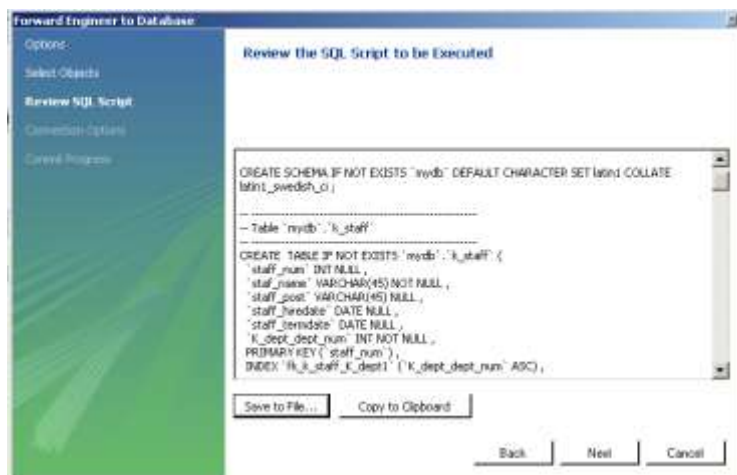 Forward Engineer to Database
Options
Select Objects
Review SQL Script
Connection Options
Commit Progress
Review the SQL Script to be Executed
CREATE SCHEMA IF NOT EXISTS `mydb` DEFAULT CHARACTER SET latin1 COLLATE
latin1_swedish_ci ;
-- -----------------------------------------------------
-- Table `mydb`.`k_staff`
-- -----------------------------------------------------
CREATE TABLE IF NOT EXISTS `mydb`.`k_staff` (
`staff_num` INT NULL ,
`staf_name` VARCHAR(45) NOT NULL ,
`staff_post` VARCHAR(45) NULL ,
`staff_hiredate` DATE NULL ,
`staff_termdate` DATE NULL ,
`K_dept_dept_num` INT NOT NULL ,
PRIMARY KEY (`staff_num`) ,
INDEX `fk_k_staff_K_dept1` (`K_dept_dept_num` ASC) ,
Save to File...
Copy to Clipboard
Back
Next
Cancel